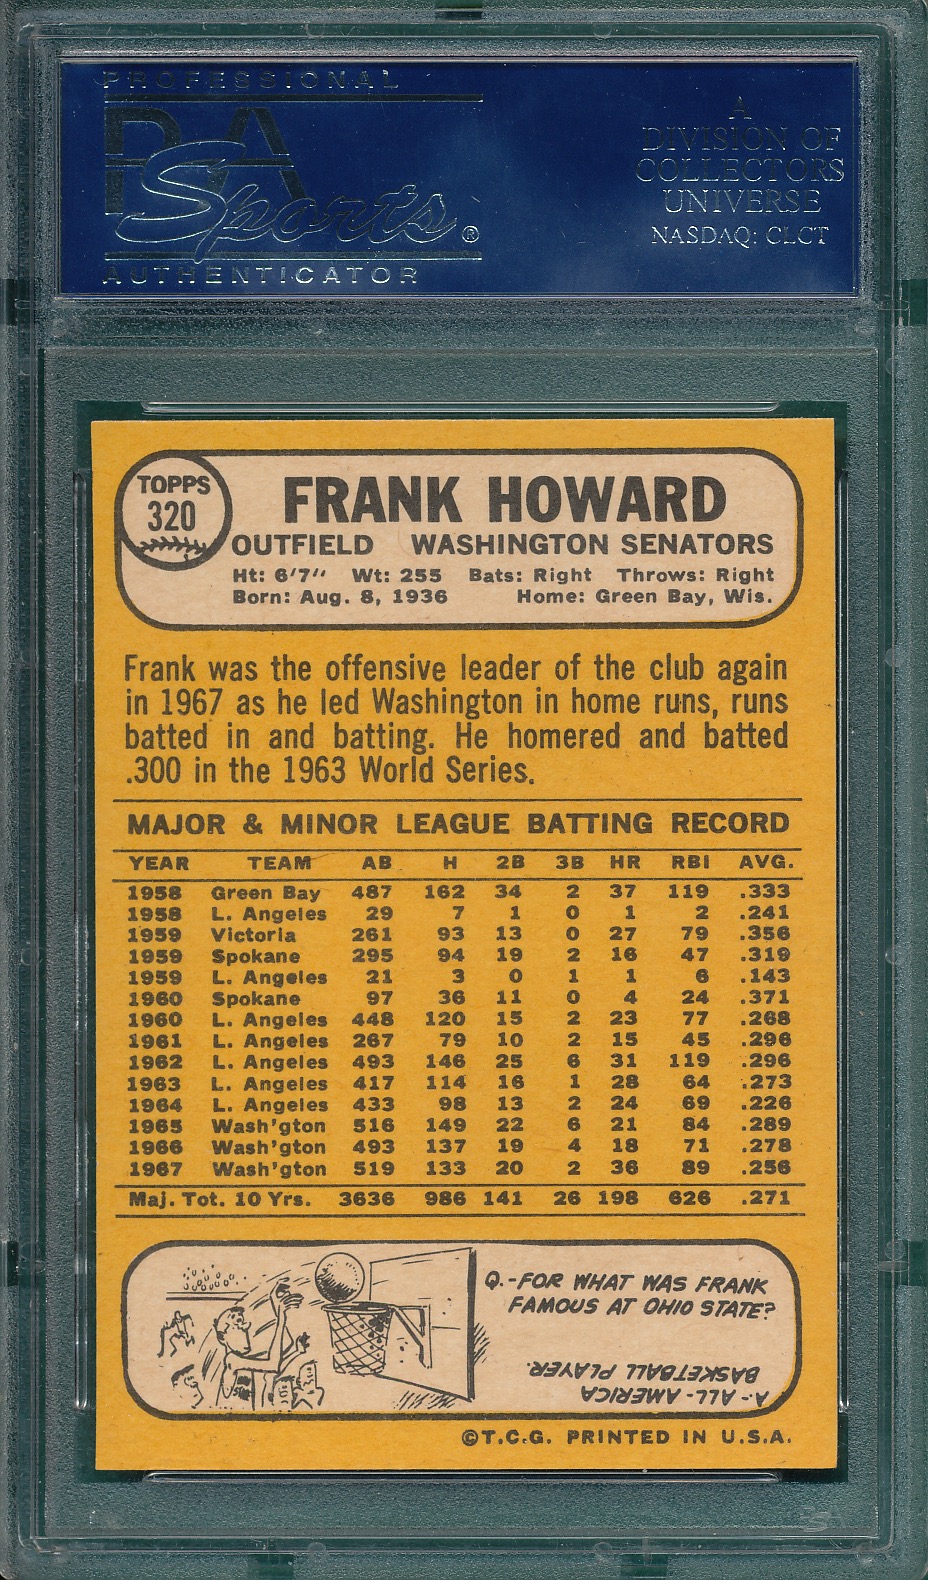 PROFESSIONAL
PSA
Sports®
AUTHENTICATOR
A
DIVISION OF
COLLECTORS
UNIVERSE
NASDAQ: CLCT
TOPPS
320
FRANK HOWARD
OUTFIELD WASHINGTON SENATORS
Ht: 6'7" Wt: 255 Bats: Right Throws: Right
Born: Aug. 8, 1936 Home: Green Bay, Wis.
Frank was the offensive leader of the club again
in 1967 as he led Washington in home runs, runs
batted in and batting. He homered and batted
.300 in the 1963 World Series.
MAJOR & MINOR LEAGUE BATTING RECORD
YEAR TEAM AB H 2B 3B HR RBI AVG.
1958 Green Bay 487 162 34 2 37 119 .333
1958 L. Angeles 29 7 1 0 1 2 .241
1959 Victoria 261 93 13 0 27 79 .356
1959 Spokane 295 94 19 2 16 47 .319
1959 L. Angeles 21 3 0 1 1 6 .143
1960 Spokane 97 36 11 0 4 24 .371
1960 L. Angeles 448 120 15 2 23 77 .268
1961 L. Angeles 267 79 10 2 15 45 .296
1962 L. Angeles 493 146 25 6 31 119 .296
1963 L. Angeles 417 114 16 1 28 64 .273
1964 L. Angeles 433 98 13 2 24 69 .226
1965 Wash'gton 516 149 22 6 21 84 .289
1966 Wash'gton 493 137 19 4 18 71 .278
1967 Wash'gton 519 133 20 2 36 89 .256
Maj. Tot. 10 Yrs. 3636 986 141 26 198 626 .271
Q.-FOR WHAT WAS FRANK
FAMOUS AT OHIO STATE?
A.-ALL-AMERICA
BASKETBALL PLAYER.
©T.C.G. PRINTED IN U.S.A.